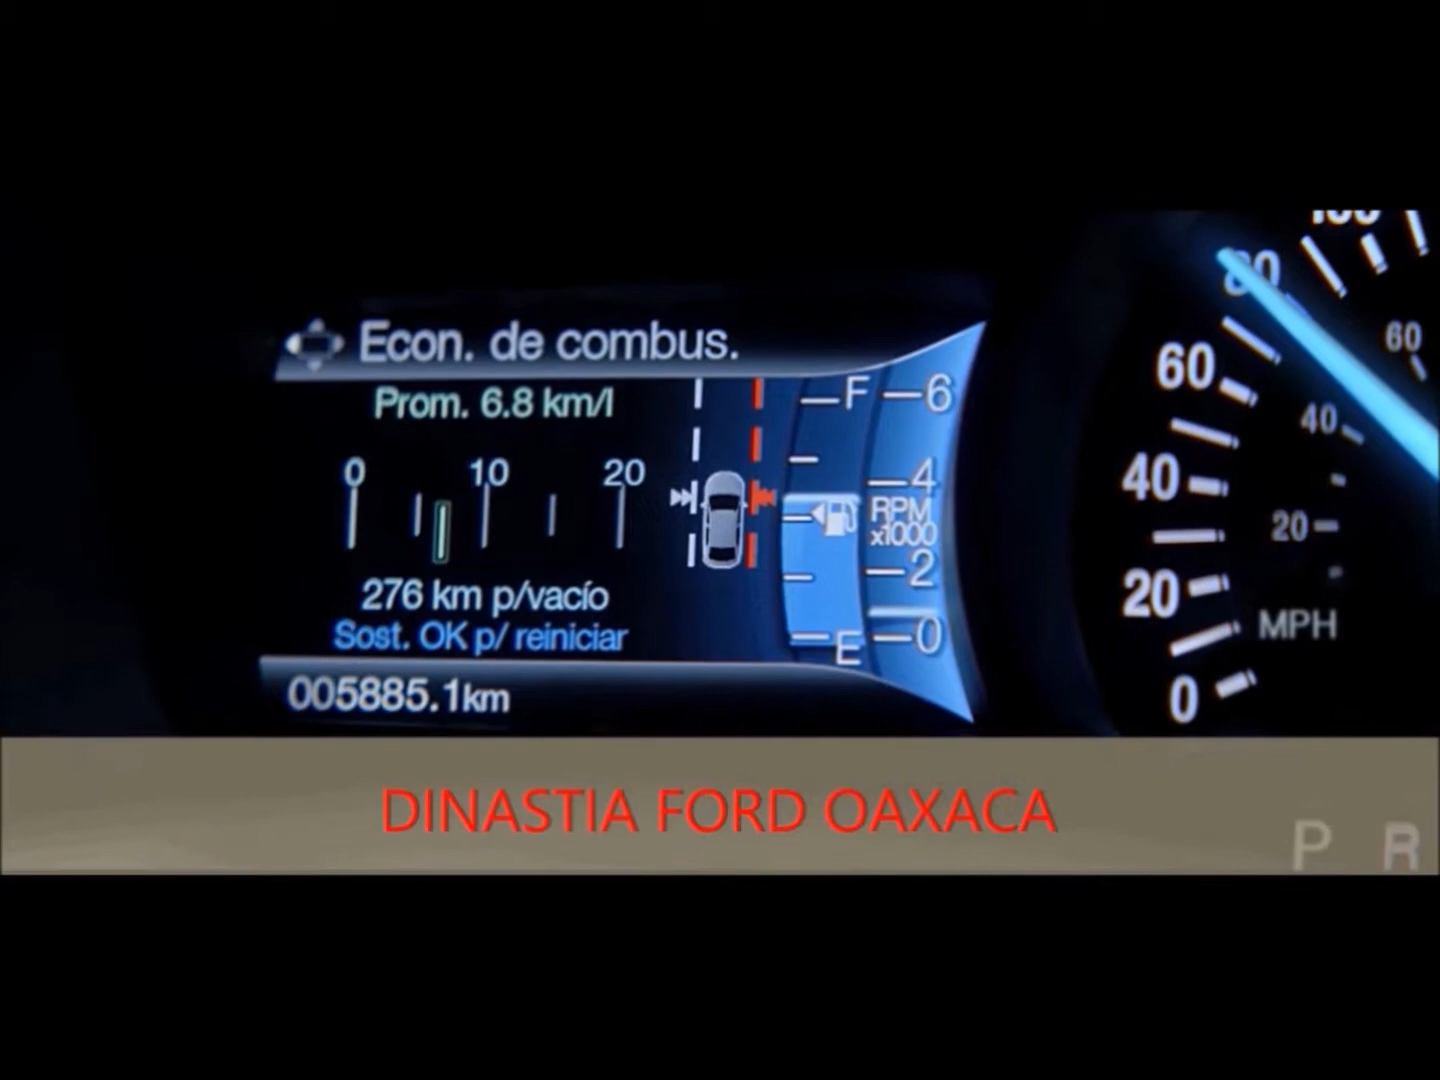 Econ. de combus.
Prom. 6.8 km/l
0 10 20
276 km p/vacío
Sost. OK p/ reiniciar
005885.1km
F
E
6
4
RPM
x1000
2
0
80
60
40
20
0
60
40
20
MPH
DINASTIA FORD OAXACA
P R